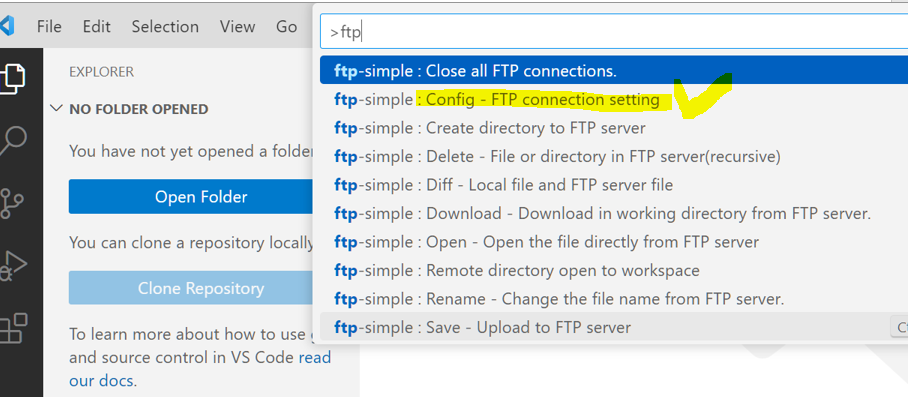 File Edit Selection View Go
>ftp
EXPLORER
NO FOLDER OPENED
You have not yet opened a folder
Open Folder
You can clone a repository locally
Clone Repository
To learn more about how to use
and source control in VS Code read
our docs.
ftp-simple : Close all FTP connections.
ftp-simple : Config - FTP connection setting
ftp-simple : Create directory to FTP server
ftp-simple : Delete - File or directory in FTP server(recursive)
ftp-simple : Diff - Local file and FTP server file
ftp-simple : Download - Download in working directory from FTP server.
ftp-simple : Open - Open the file directly from FTP server
ftp-simple : Remote directory open to workspace
ftp-simple : Rename - Change the file name from FTP server.
ftp-simple : Save - Upload to FTP server